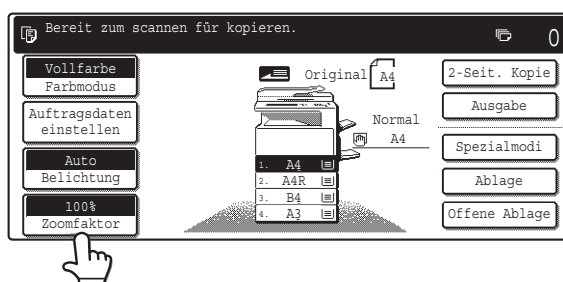 Bereit zum scannen für kopieren.
0
Vollfarbe
Farbmodus
Auftragsdaten
einstellen
Auto
Belichtung
100%
Zoomfaktor
Original
A4
Normal
A4
1. A4
2. A4R
3. B4
4. A3
2-Seit. Kopie
Ausgabe
Spezialmodi
Ablage
Offene Ablage